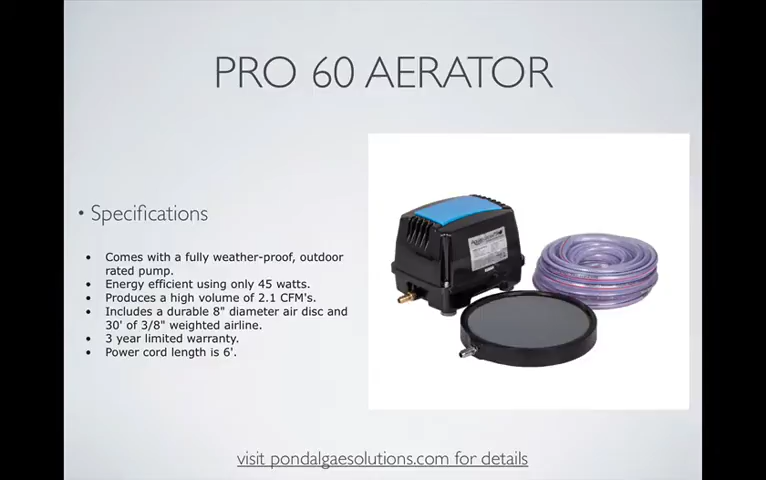 PRO 60 AERATOR
• Specifications
• Comes with a fully weather-proof, outdoor
rated pump.
• Energy efficient using only 45 watts.
• Produces a high volume of 2.1 CFM's.
• Includes a durable 8" diameter air disc and
30' of 3/8" weighted airline.
• 3 year limited warranty.
• Power cord length is 6'.
visit pondalgaesolutions.com for details